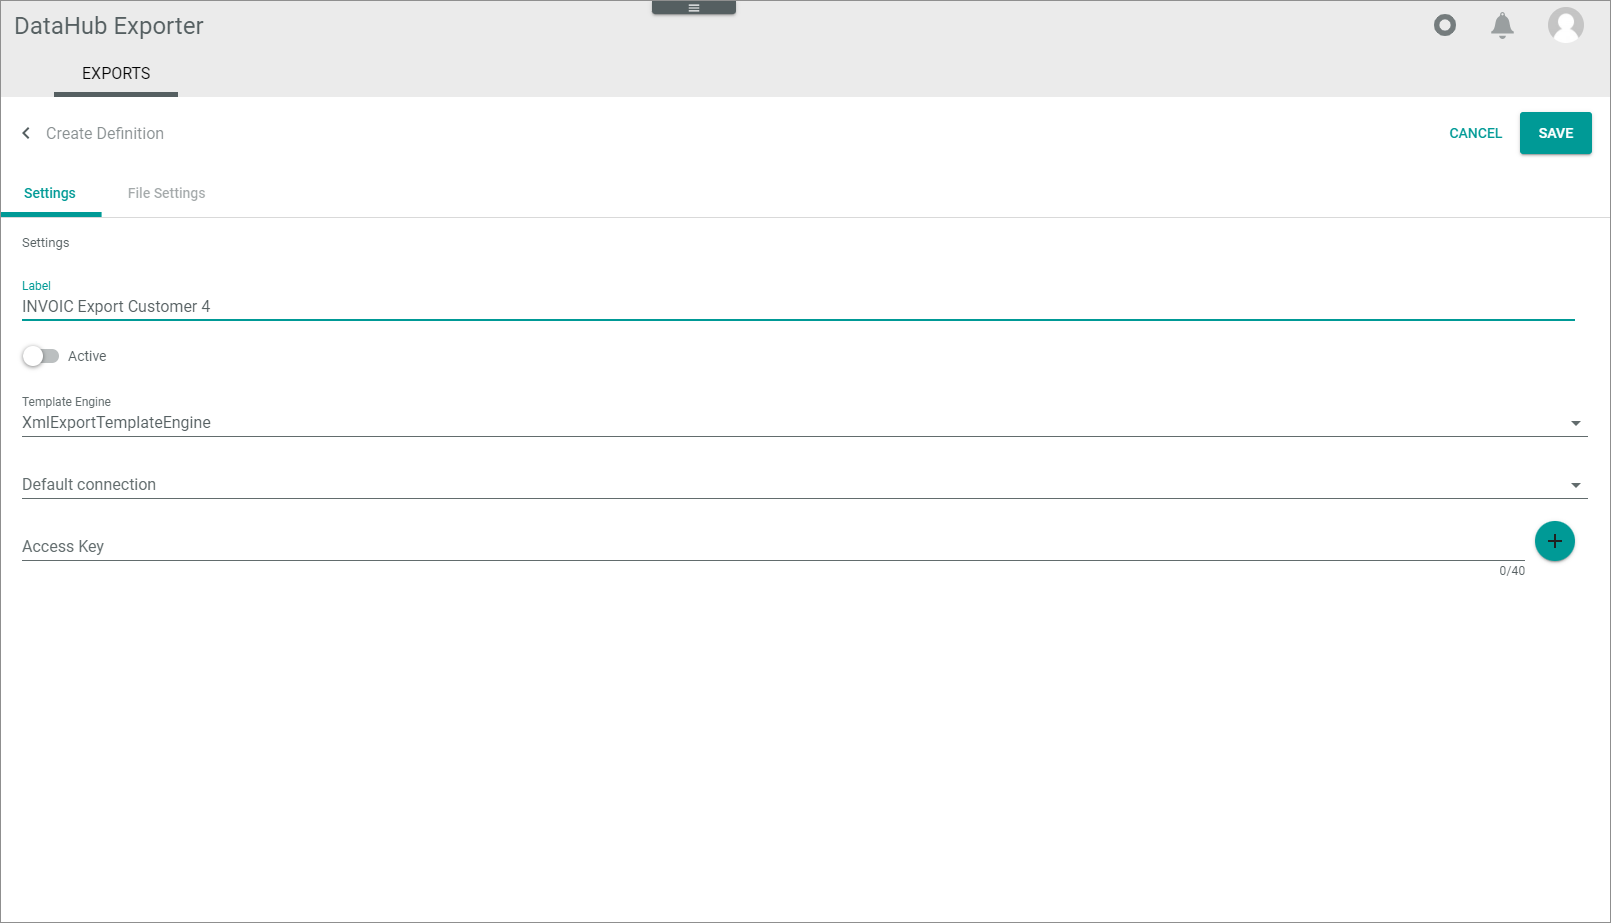 DataHub Exporter
EXPORTS
Create Definition
CANCEL
SAVE
Settings
File Settings
Settings
Label
INVOIC Export Customer 4
Active
Template Engine
XmlExportTemplateEngine
Default connection
Access Key
0/40